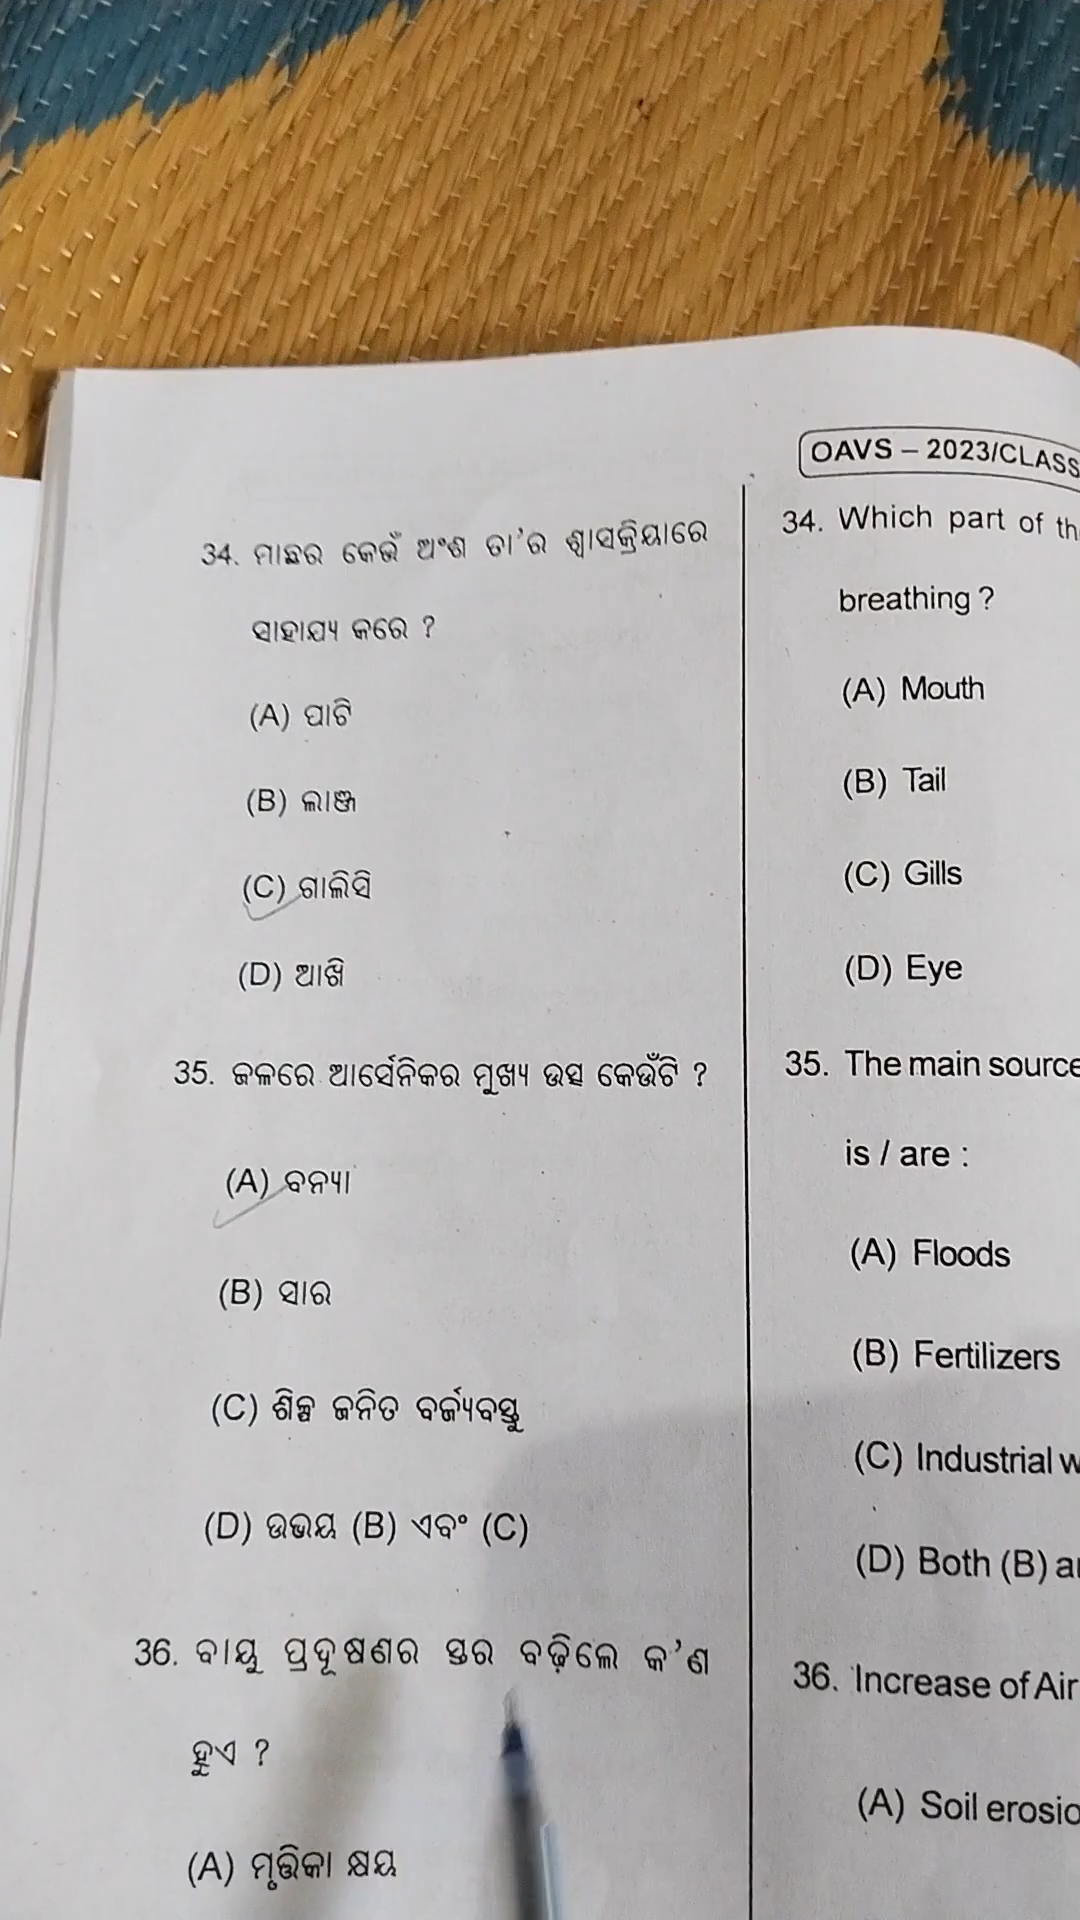 OAVS – 2023/CLASS
34. ମାଛର କେଉଁ ଅଂଶ ତା'ର ଶ୍ୱାସକ୍ରିୟାରେ
ସାହାଯ୍ୟ କରେ ?
(A) ପାଟି
(B) ଲାଞ୍ଜ
(C) ଗାଲିସି
(D) ଆଖି
35. ଜଳରେ ଆର୍ସେନିକର ମୁଖ୍ୟ ଉତ୍ସ କେଉଁଟି ?
(A) ବନ୍ୟା
(B) ସାର
(C) ଶିଳ୍ପ ଜନିତ ବର୍ଜ୍ୟବସ୍ତୁ
(D) ଉଭୟ (B) ଏବଂ (C)
36. ବାୟୁ ପ୍ରଦୂଷଣର ସ୍ତର ବଢ଼ିଲେ କ'ଣ
ହୁଏ ?
(A) ମୃତ୍ତିକା କ୍ଷୟ
34. Which part of
breathing ?
(A) Mouth
(B) Tail
(C) Gills
(D) Eye
35. The main source
is / are :
(A) Floods
(B) Fertilizers
(C) Industrial
(D) Both (B)
36. Increase of Air
(A) Soil